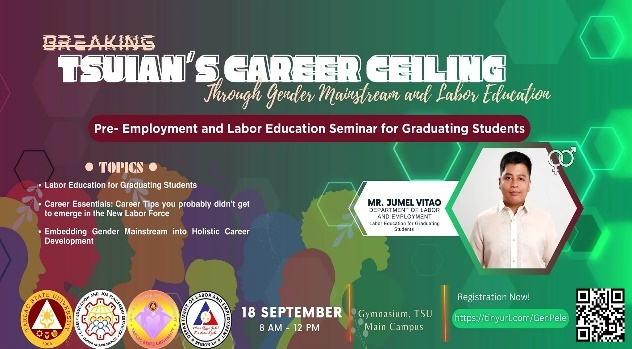 BREAKING
TSUIAN'S CAREER CEILING
Through Gender Mainstream and Labor Education
Pre- Employment and Labor Education Seminar for Graduating Students
• TOPICS •
• Labor Education for Graduating Students
• Career Essentials: Career Tips you probably didn't get
to emerge in the New Labor Force
• Embedding Gender Mainstream into Holistic Career
Development
MR. JUMEL VITAO
DEPARTMENT OF LABOR
AND EMPLOYMENT
Labor Education for Graduating
Students
18 SEPTEMBER
8 AM - 12 PM
Gymnasium, TSU
Main Campus
Registration Now!
https://tinyurl.com/GenPele